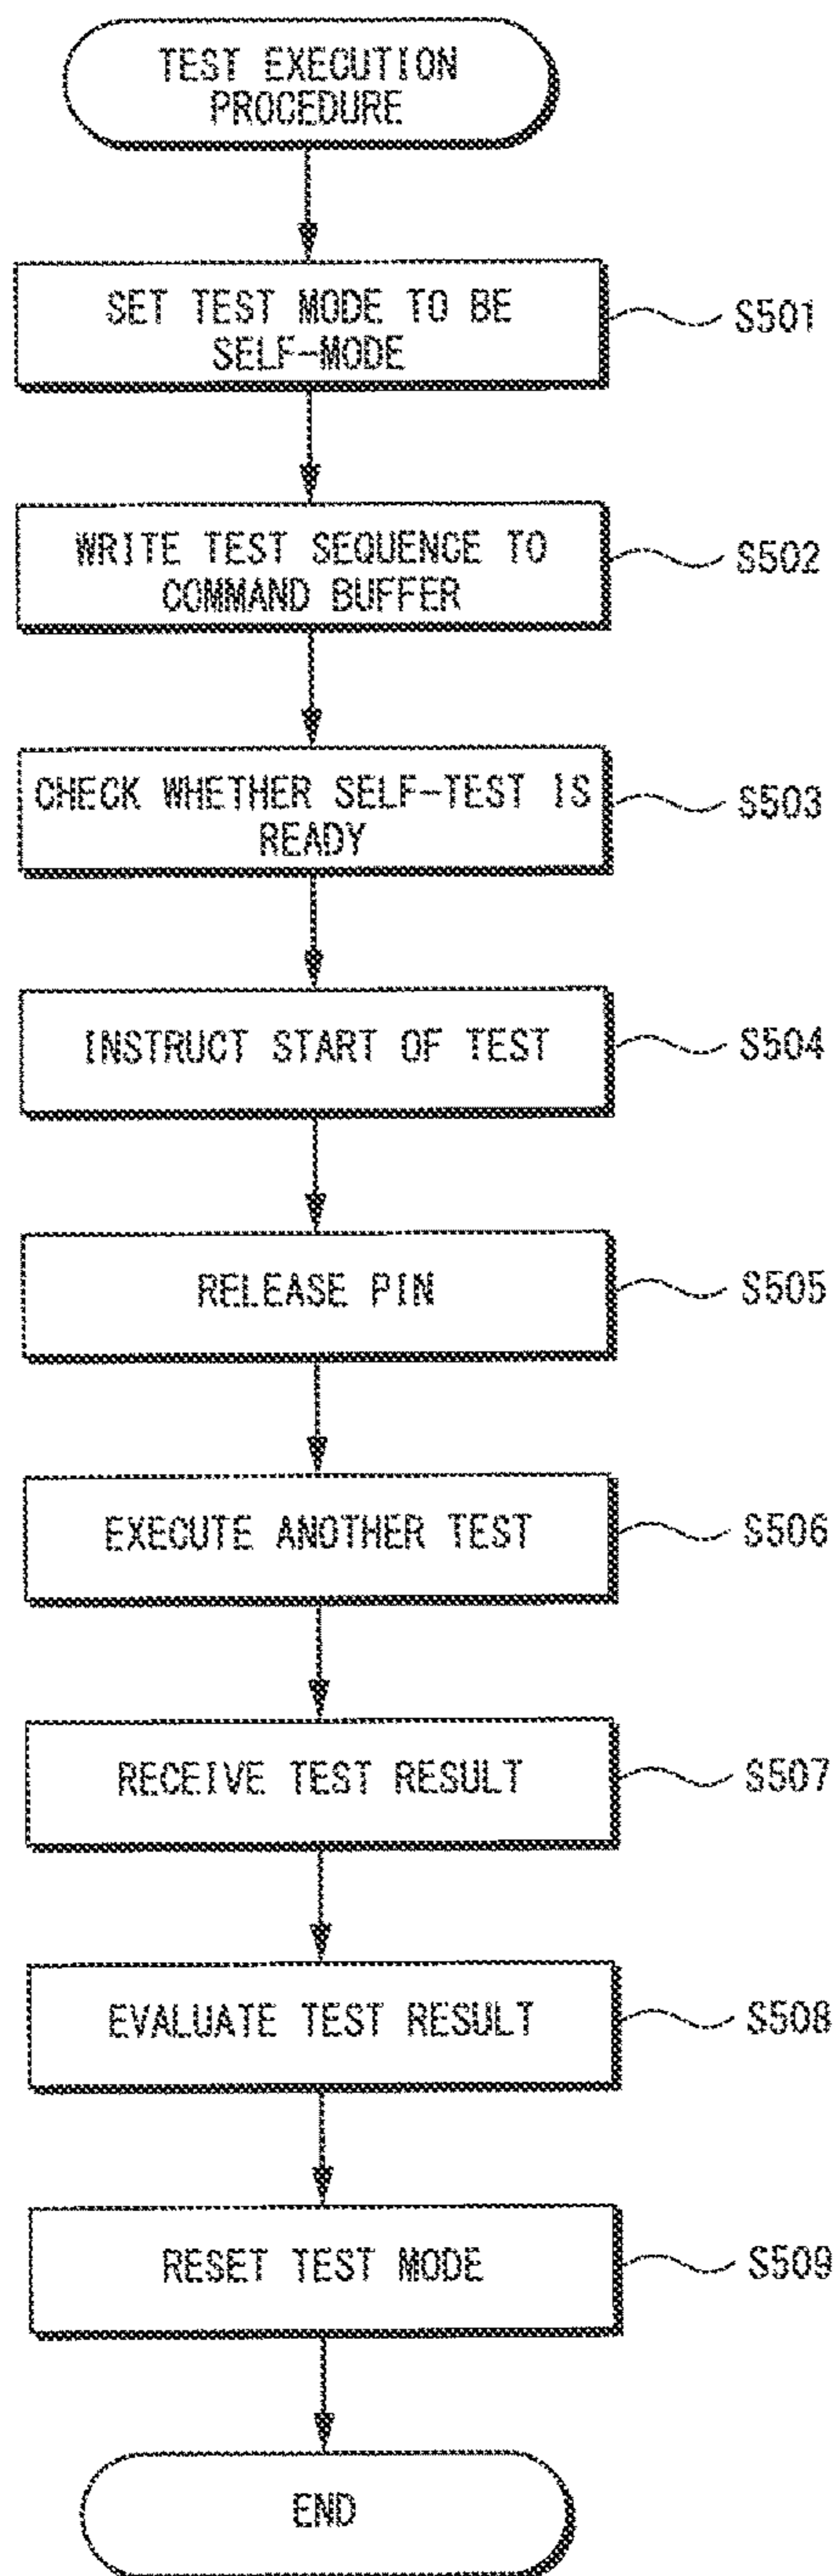 TEST EXECUTION
PROCEDURE
SET TEST MODE TO BE
SELF-MODE
S501
WRITE TEST SEQUENCE TO
COMMAND BUFFER
S502
CHECK WHETHER SELF-TEST IS
READY
S503
INSTRUCT START OF TEST
S504
RELEASE PIN
S505
EXECUTE ANOTHER TEST
S506
RECEIVE TEST RESULT
S507
EVALUATE TEST RESULT
S508
RESET TEST MODE
S509
END